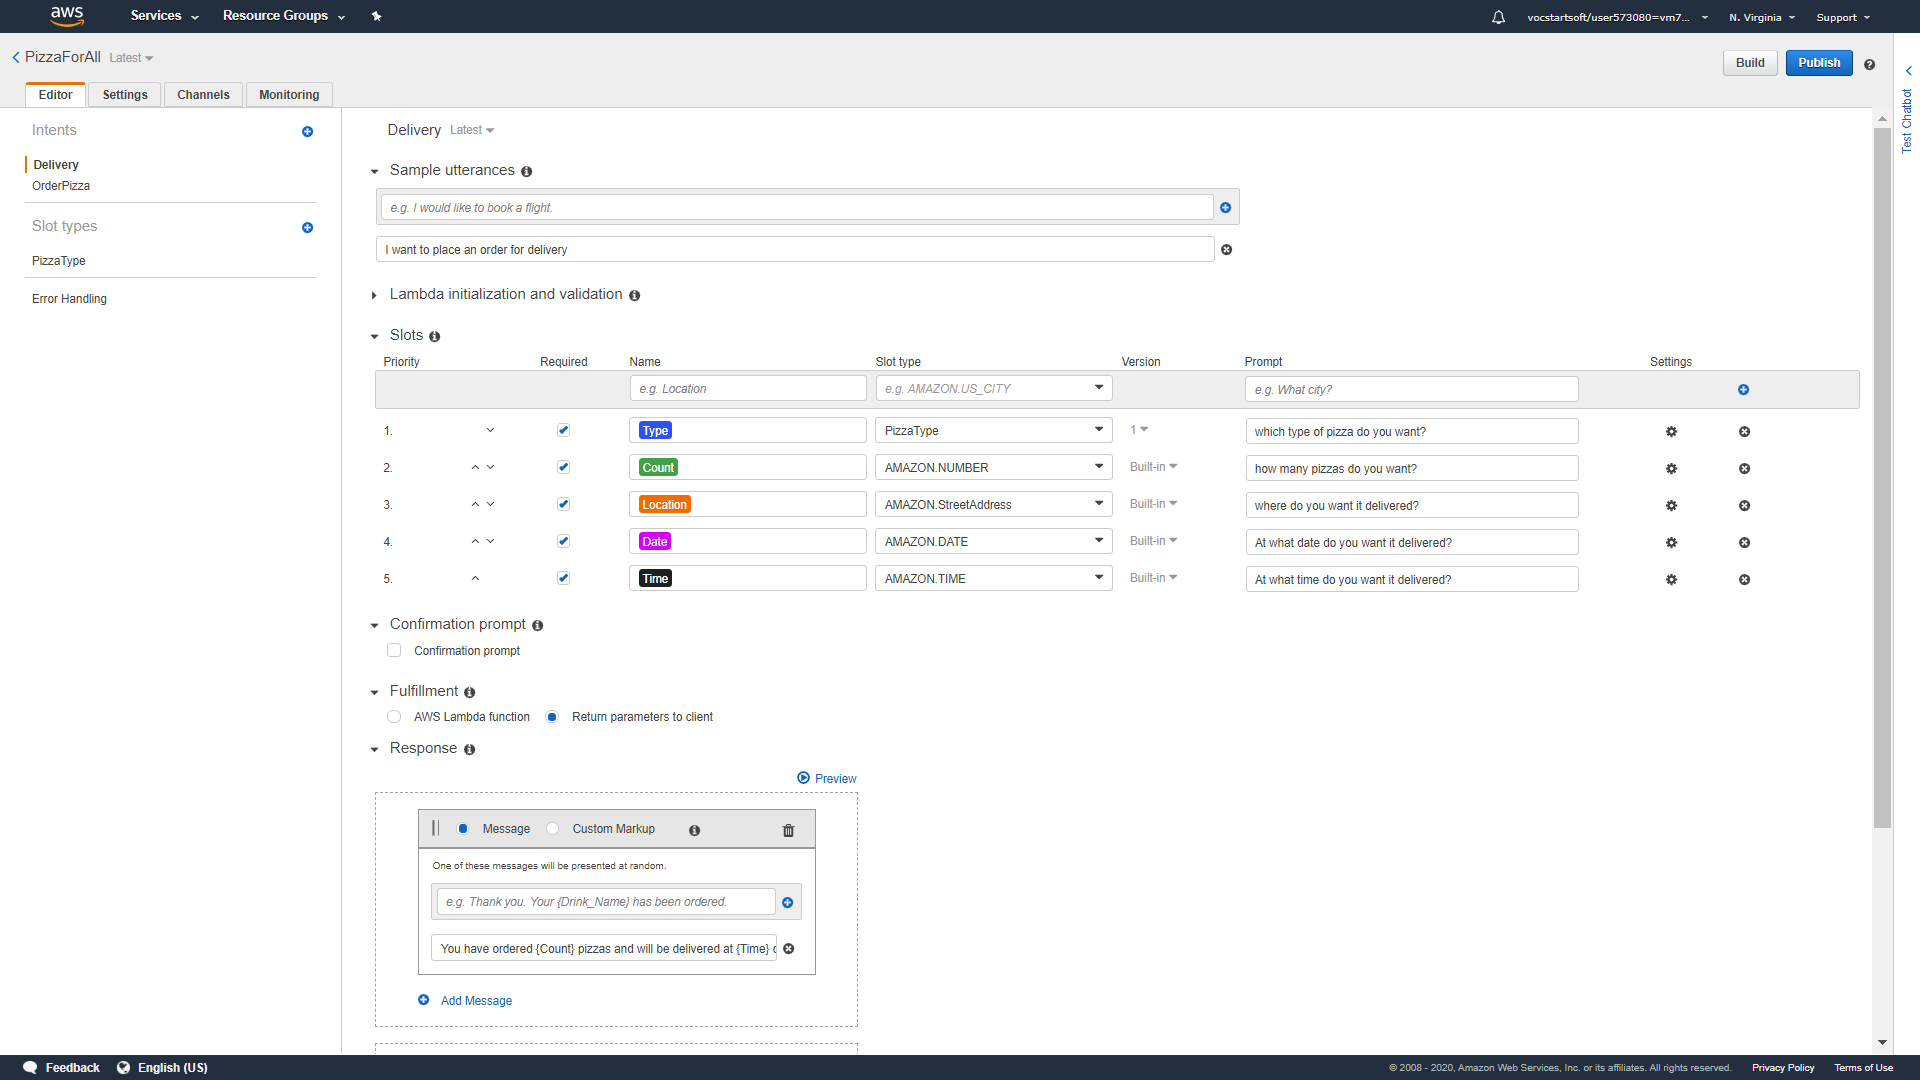 aws Services Resource Groups vocstartsoft/user573080=vm7... N. Virginia Support
PizzaForAll Latest
Build Publish
Test Chatbot
Editor Settings Channels Monitoring
Intents
Delivery
OrderPizza
Slot types
PizzaType
Error Handling
Delivery Latest
Sample utterances
e.g. I would like to book a flight.
I want to place an order for delivery
Lambda initialization and validation
Slots
Priority Required Name Slot type Version Prompt Settings
e.g. Location e.g. AMAZON.US_CITY e.g. What city?
1. Type PizzaType 1 which type of pizza do you want?
2. Count AMAZON.NUMBER Built-in how many pizzas do you want?
3. Location AMAZON.StreetAddress Built-in where do you want it delivered?
4. Date AMAZON.DATE Built-in At what date do you want it delivered?
5. Time AMAZON.TIME Built-in At what time do you want it delivered?
Confirmation prompt
Confirmation prompt
Fulfillment
AWS Lambda function Return parameters to client
Response
Preview
Message Custom Markup
One of these messages will be presented at random.
e.g. Thank you. Your {Drink_Name} has been ordered.
You have ordered {Count} pizzas and will be delivered at {Time}
Add Message
Feedback English (US) © 2008 - 2020, Amazon Web Services, Inc. or its affiliates. All rights reserved. Privacy Policy Terms of Use